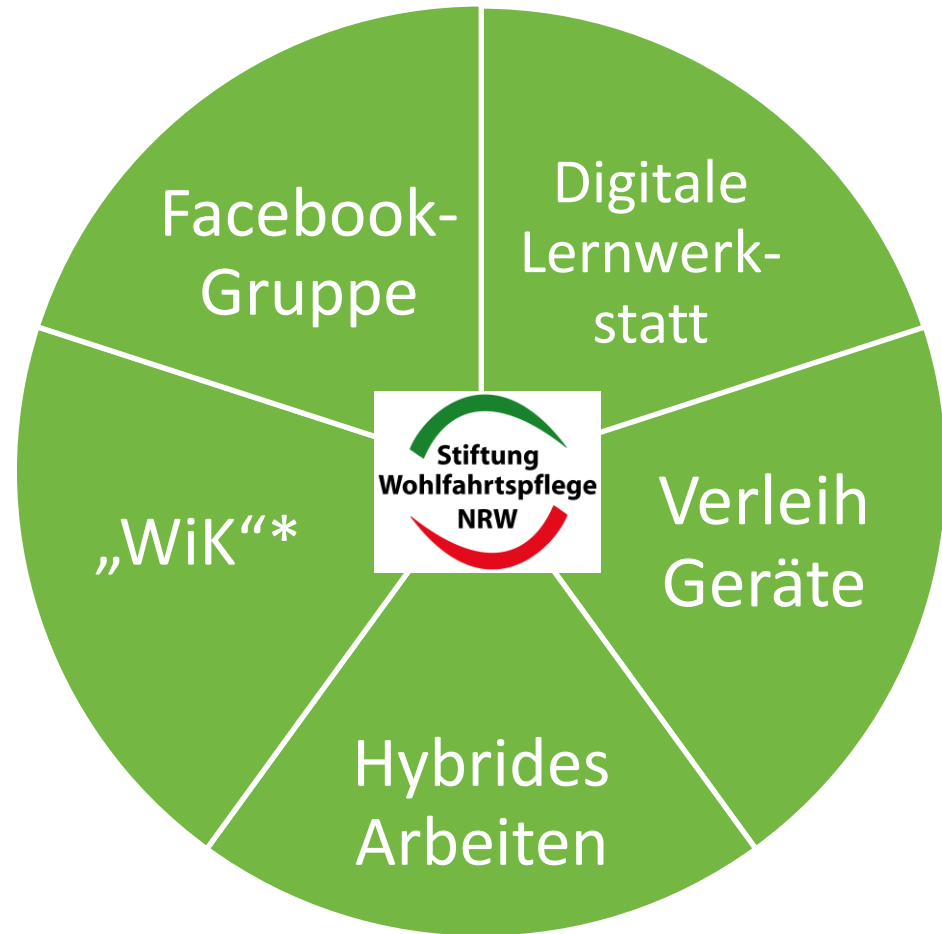 Facebook-
Gruppe
Digitale
Lernwerk-
statt
Stiftung
Wohlfahrtspflege
NRW
„WiK“*
Verleih
Geräte
Hybrides
Arbeiten